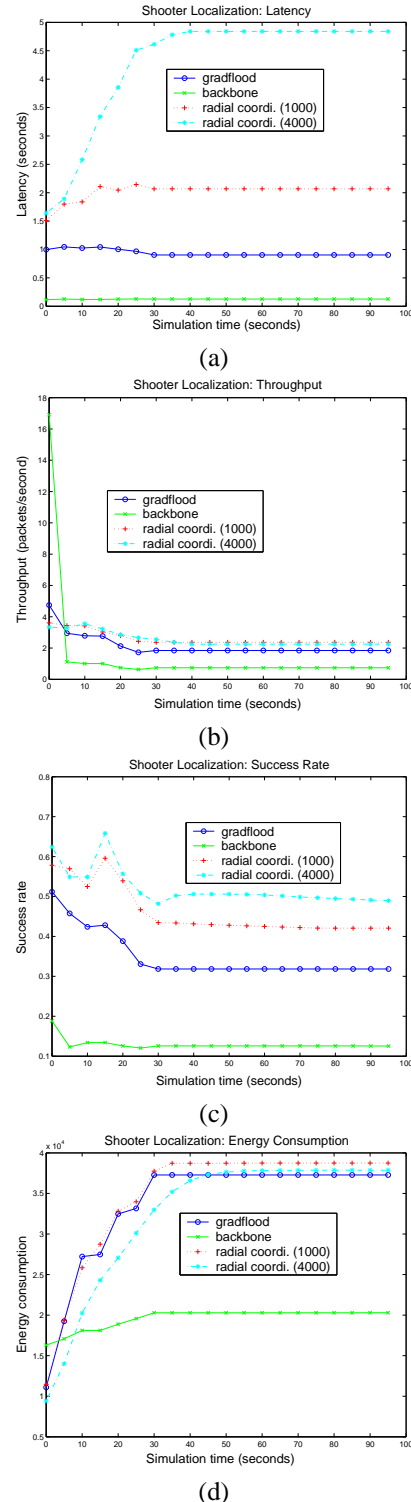 Shooter Localization: Latency
5
4.5
4
3.5
3
2.5
2
1.5
1
0.5
0
Latency (seconds)
gradflood
backbone
radial coordi. (1000)
radial coordi. (4000)
0 10 20 30 40 50 60 70 80 90 100
Simulation time (seconds)
(a)
Shooter Localization: Throughput
18
16
14
12
10
8
6
4
2
0
Throughput (packets/second)
gradflood
backbone
radial coordi. (1000)
radial coordi. (4000)
0 10 20 30 40 50 60 70 80 90 100
Simulation time (seconds)
(b)
Shooter Localization: Success Rate
0.8
0.7
0.6
0.5
0.4
0.3
0.2
0.1
Success rate
gradflood
backbone
radial coordi. (1000)
radial coordi. (4000)
0 10 20 30 40 50 60 70 80 90 100
Simulation time (seconds)
(c)
Shooter Localization: Energy Consumption
x 10^4
4
3.5
3
2.5
2
1.5
1
0.5
Energy consumption
gradflood
backbone
radial coordi. (1000)
radial coordi. (4000)
0 10 20 30 40 50 60 70 80 90 100
Simulation time (seconds)
(d)